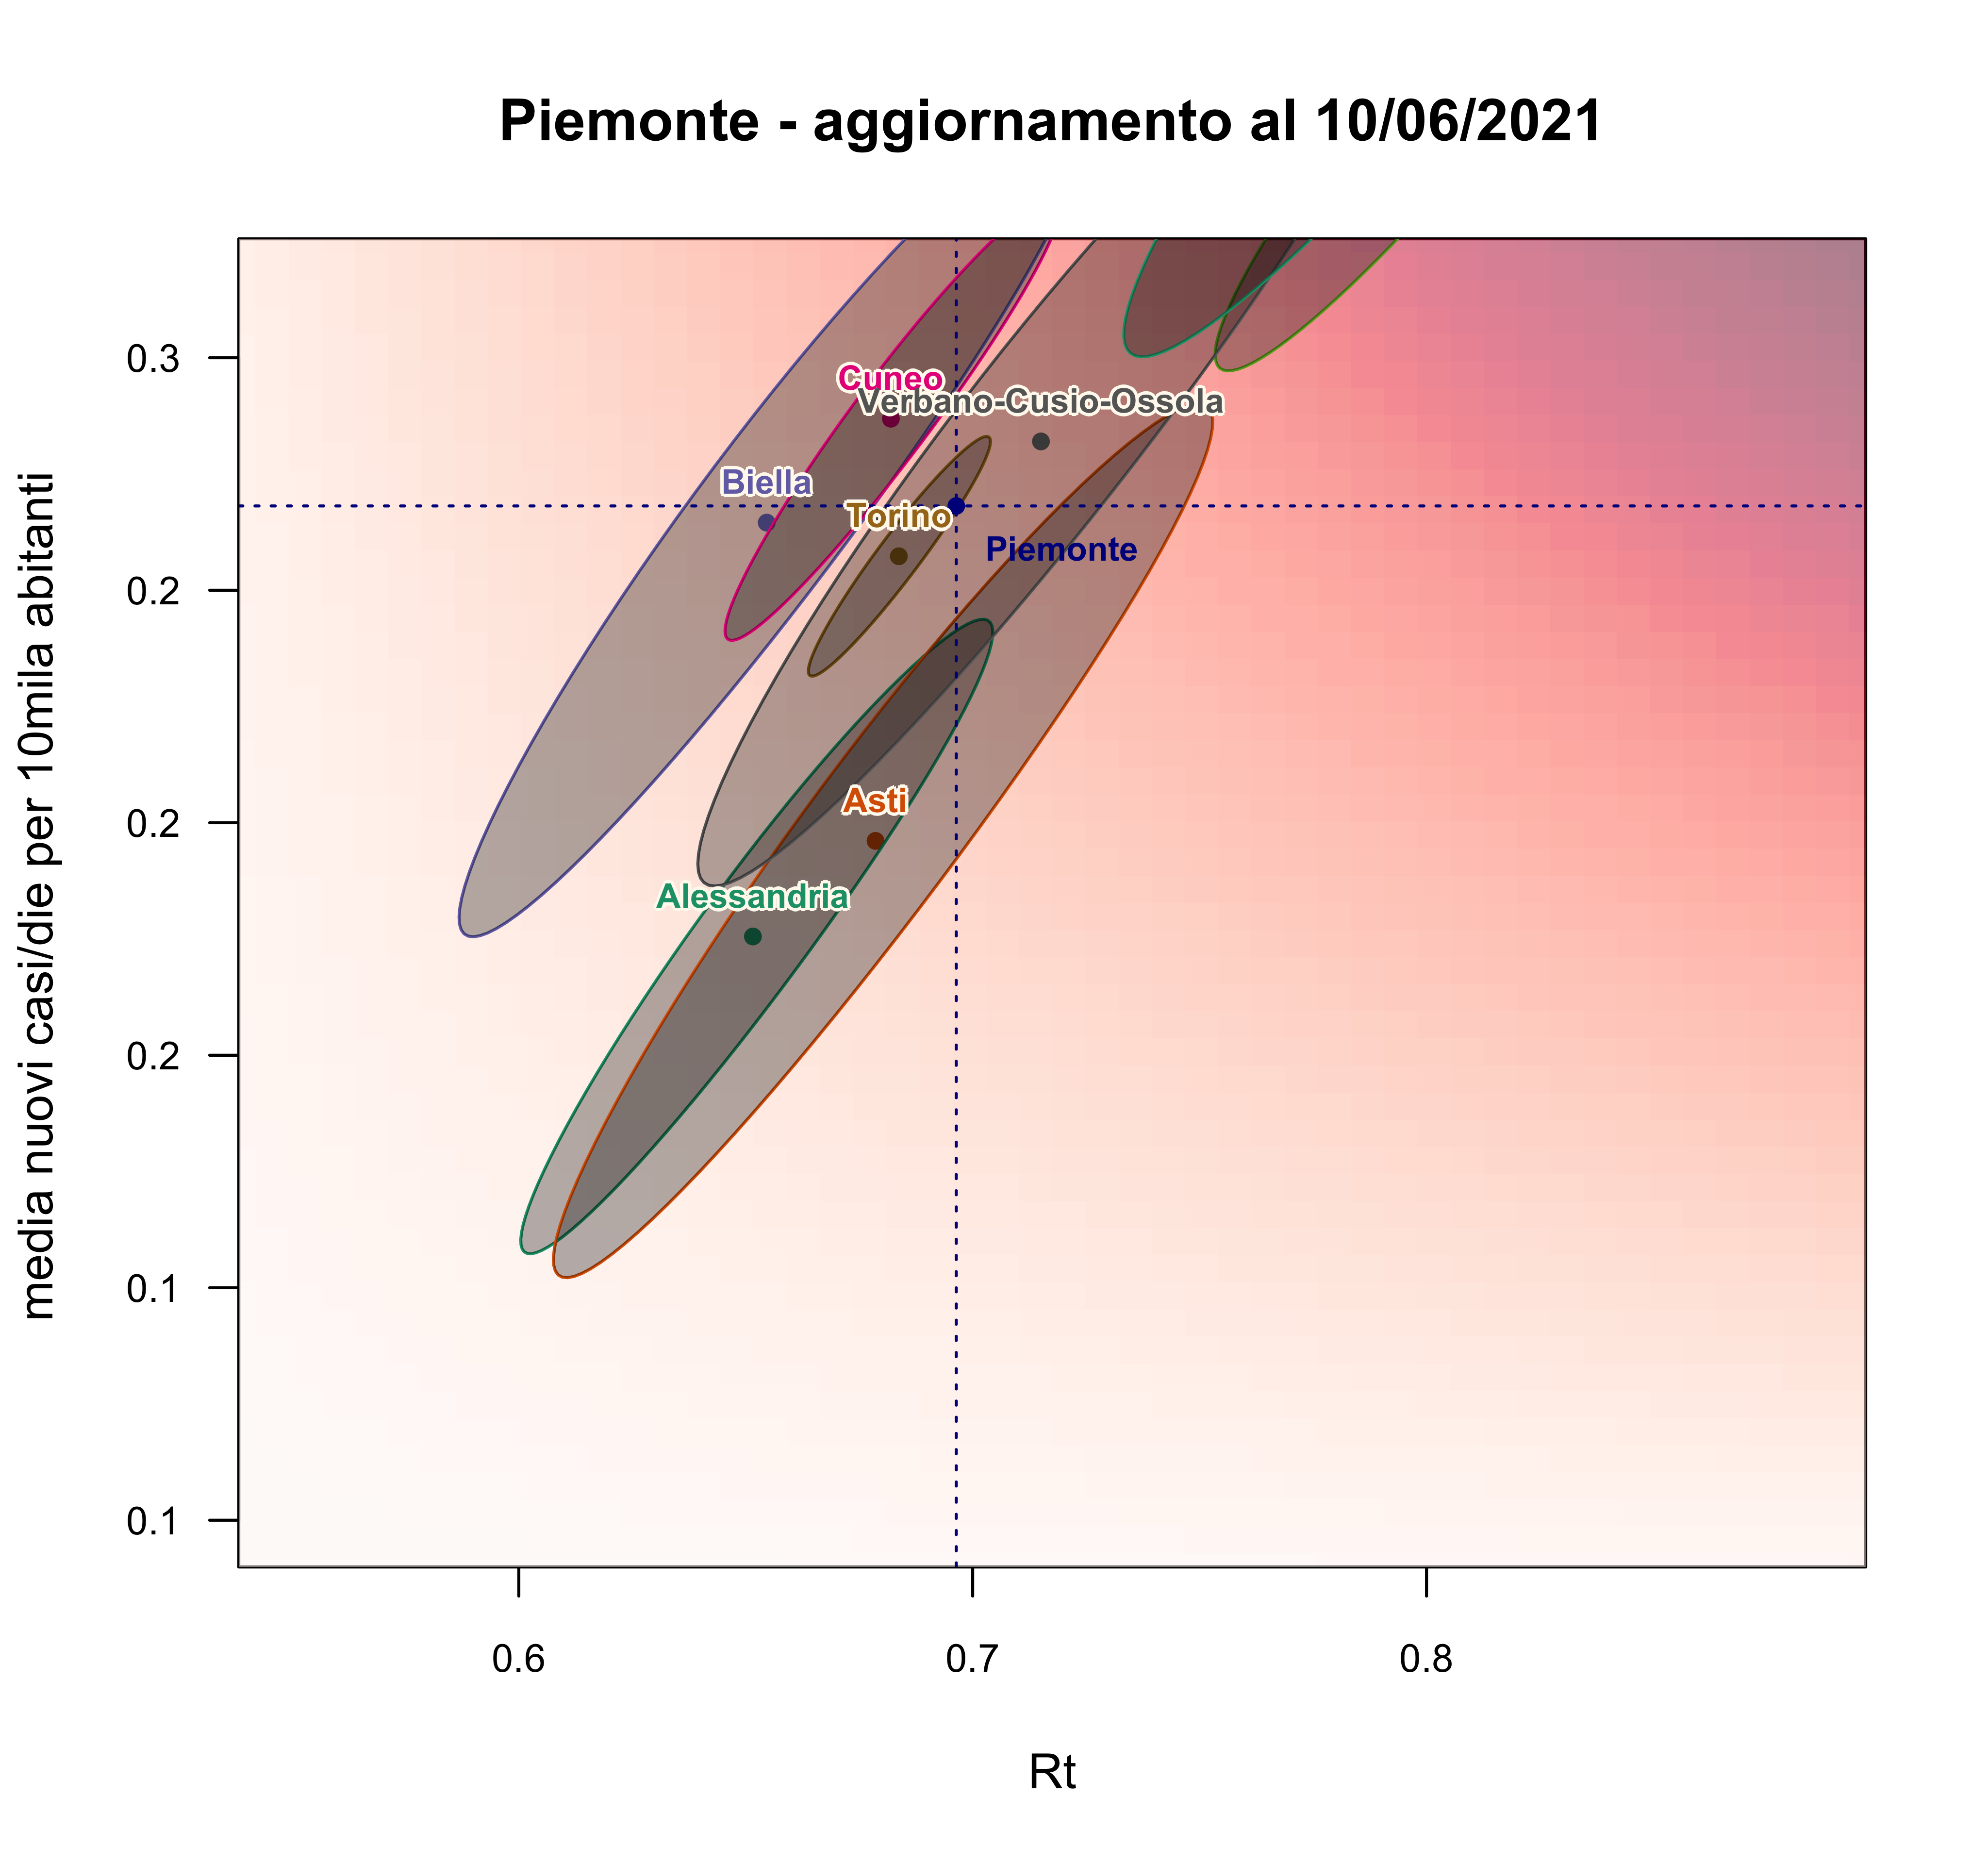 Piemonte - aggiornamento al 10/06/2021
media nuovi casi/die per 10mila abitanti
0.3
0.2
0.2
0.2
0.1
0.1
Cuneo
Verbano-Cusio-Ossola
Biella
Torino
Piemonte
Asti
Alessandria
0.6
0.7
0.8
Rt